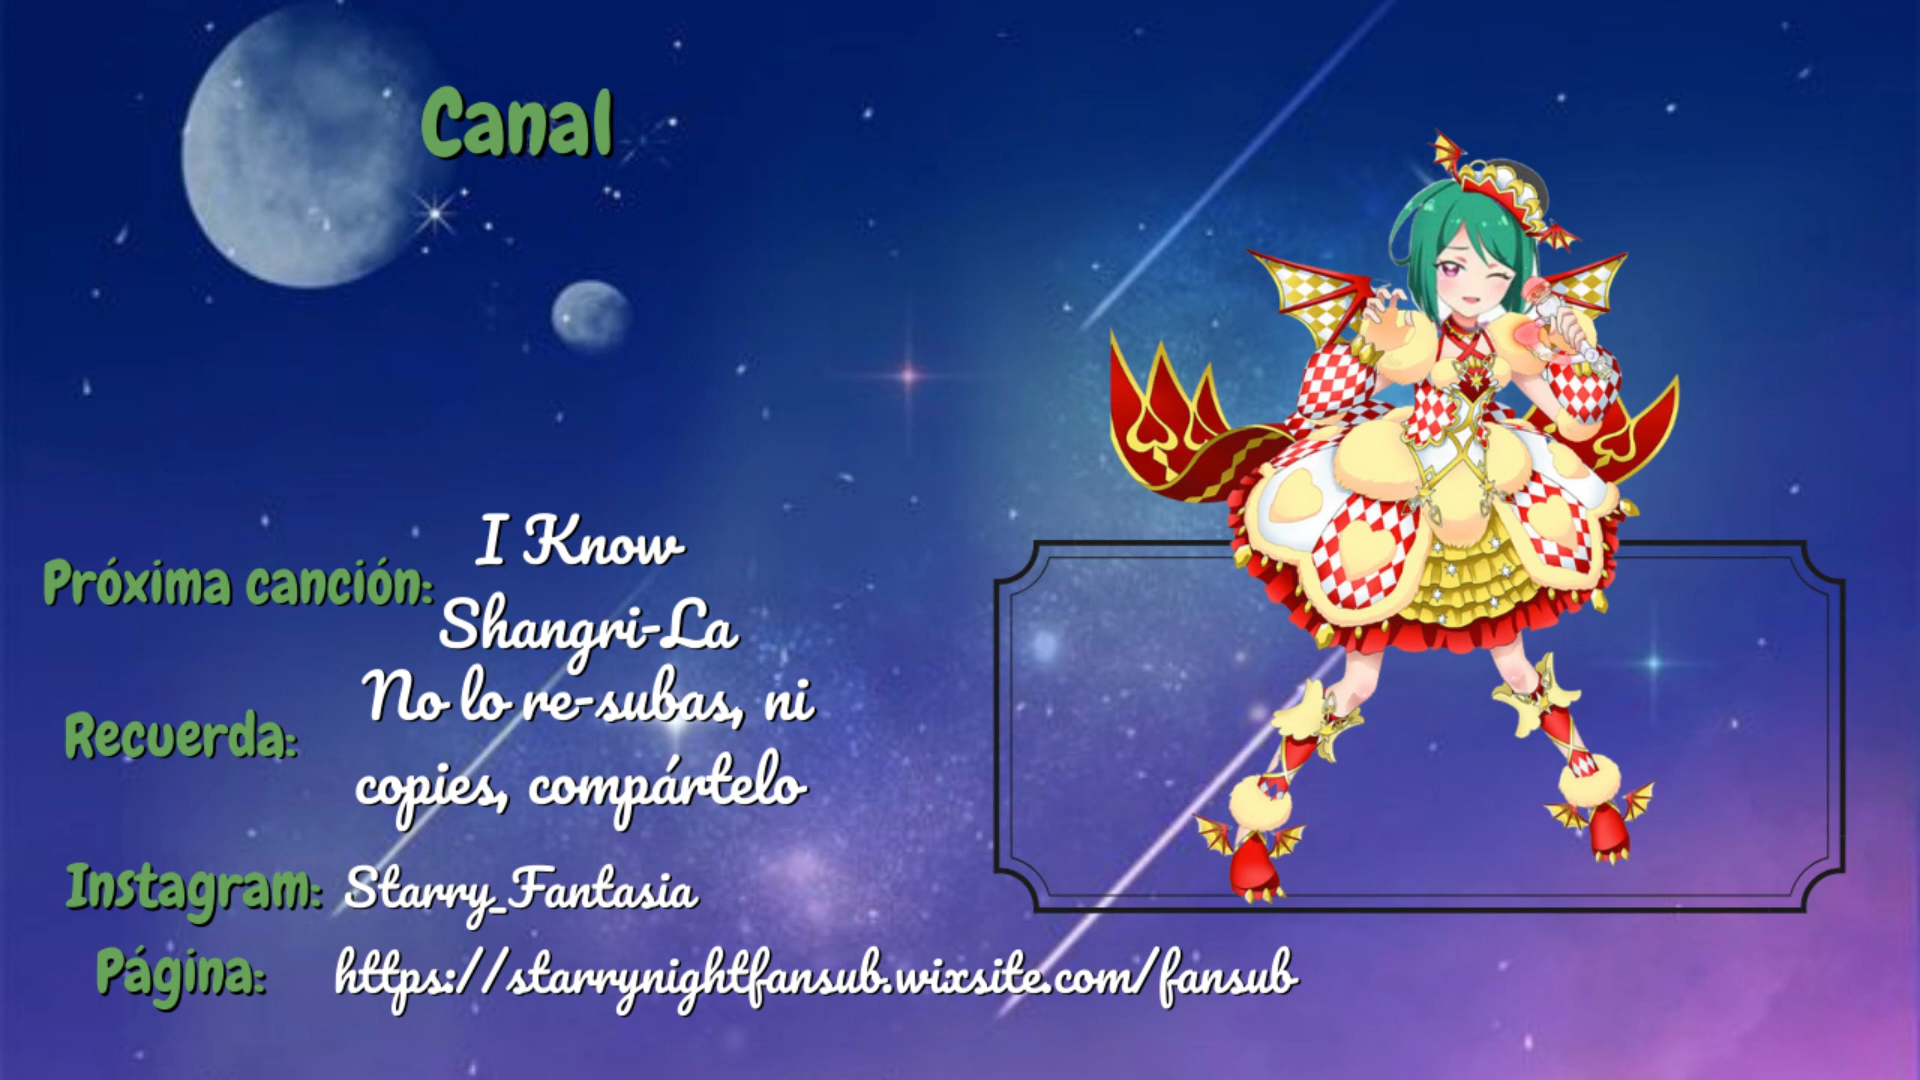 Canal
Próxima canción:
I Know
Shangri-La
Recuerda:
No lo re-subas, ni
copies, compártelo
Instagram: Starry_Fantasia
Página: https://starrynightfansub.wixsite.com/fansub